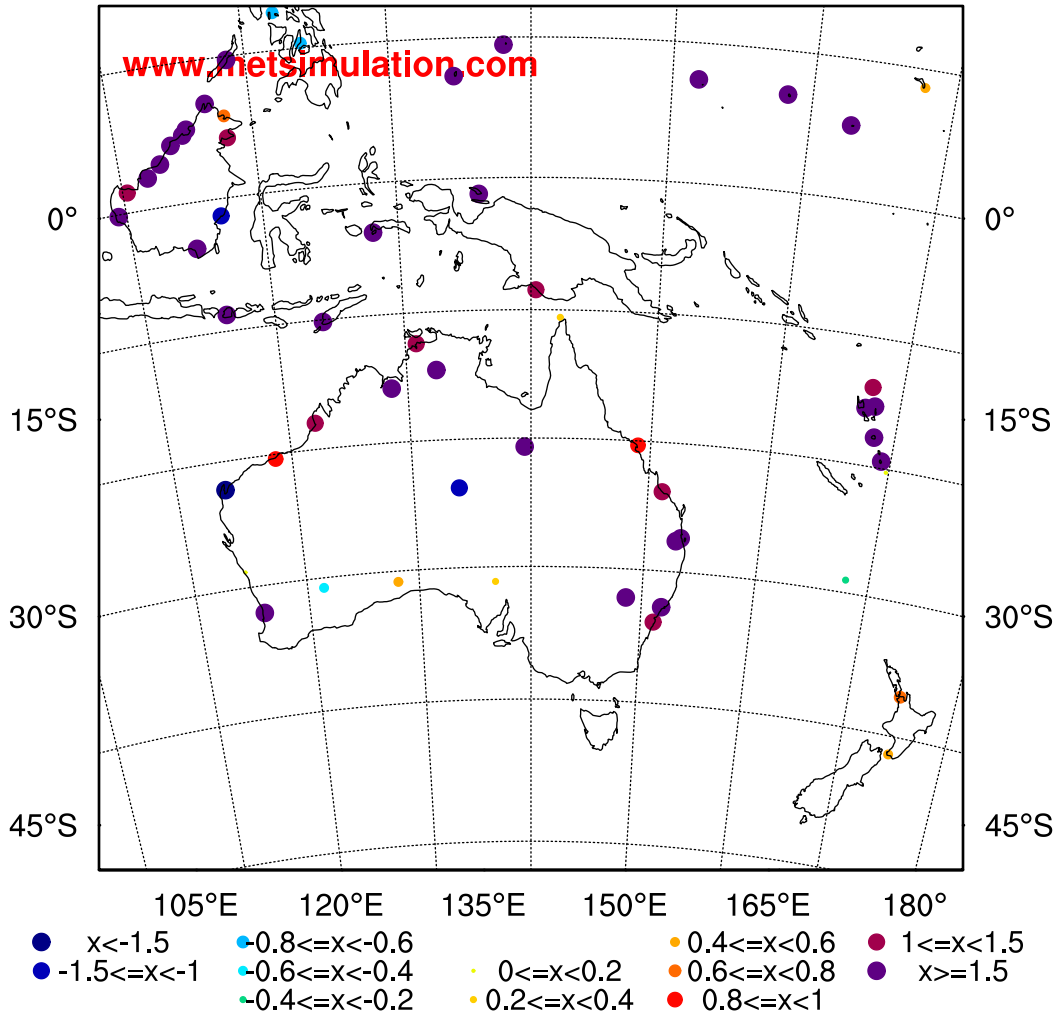 www.metsimulation.com
0° 0°
15°S 15°S
30°S 30°S
45°S 45°S
105°E 120°E 135°E 150°E 165°E 180°
x<-1.5 -0.8<=x<-0.6 0.4<=x<0.6 1<=x<1.5
-1.5<=x<-1 -0.6<=x<-0.4 0<=x<0.2 0.6<=x<0.8 x>=1.5
-0.4<=x<-0.2 0.2<=x<0.4 0.8<=x<1